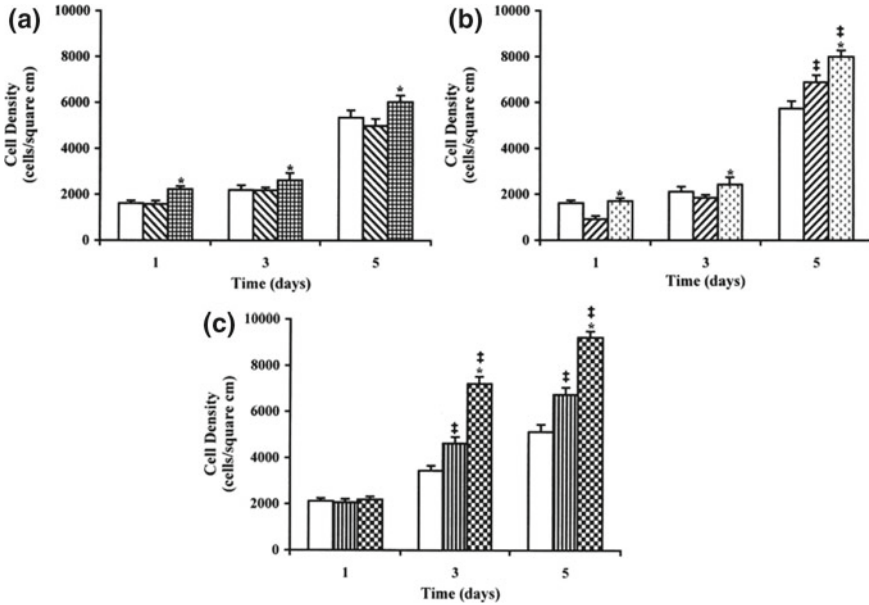 (a)
10000
8000
6000
4000
2000
0
Cell Density
(cells/square cm)
*
*
*
1 3 5
Time (days)
(b)
10000
8000
6000
4000
2000
0
Cell Density
(cells/square cm)
*
*
‡
‡
*
1 3 5
Time (days)
(c)
10000
8000
6000
4000
2000
0
Cell Density
(cells/square cm)
‡
‡
*
‡
‡
*
1 3 5
Time (days)